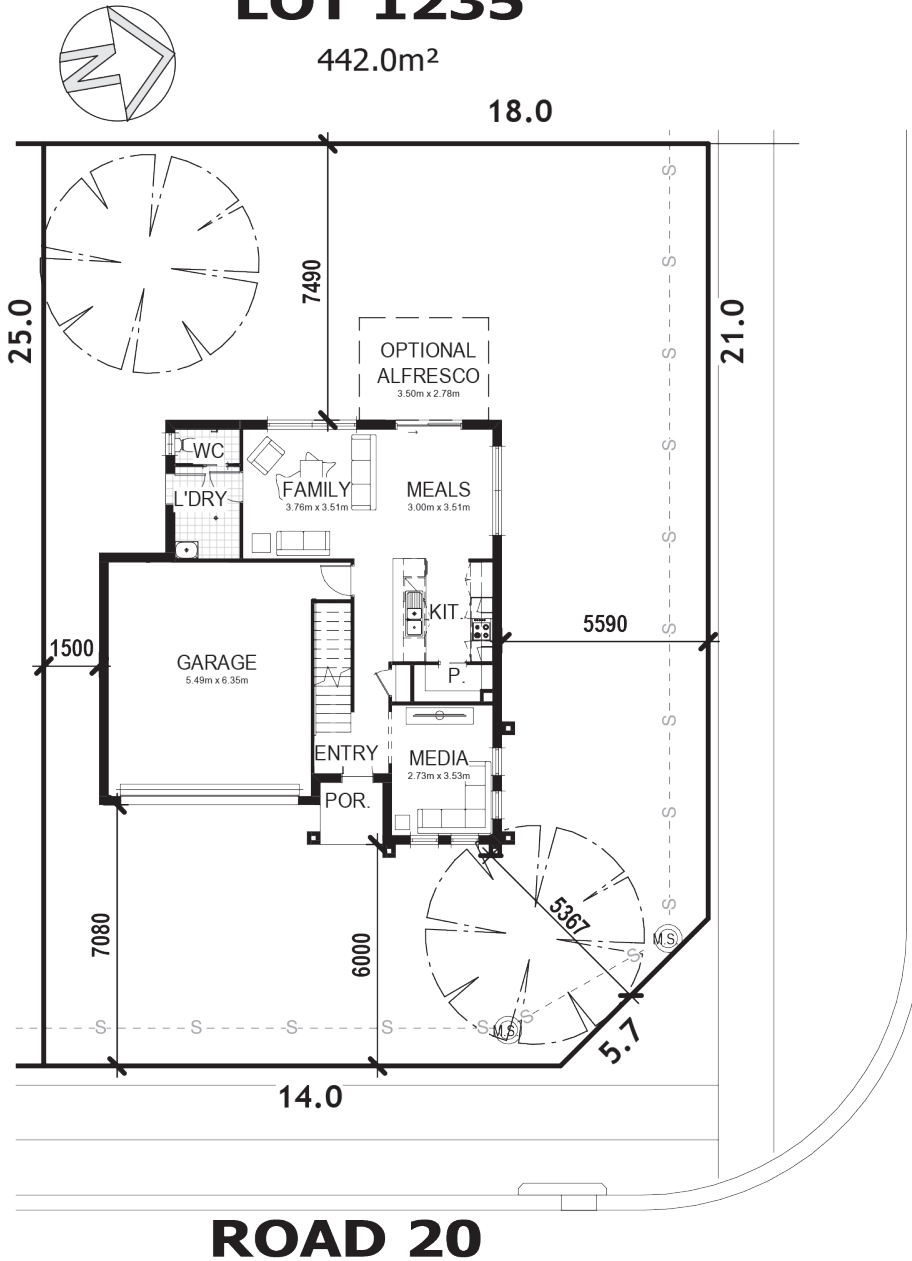 LOT 1235
442.0m²
N
18.0
S
S
7490
25.0
21.0
S
OPTIONAL
ALFRESCO
3.50m x 2.78m
S
WC
L'DRY
FAMILY
3.76m x 3.51m
MEALS
3.00m x 3.51m
S
KIT.
5590
S
1500
GARAGE
5.49m x 6.35m
P.
S
ENTRY
MEDIA
2.73m x 3.53m
POR.
S
S
7080
6000
5367
M.S.
S
S
S
S
S
S
M.S.
S
5.7
14.0
ROAD 20